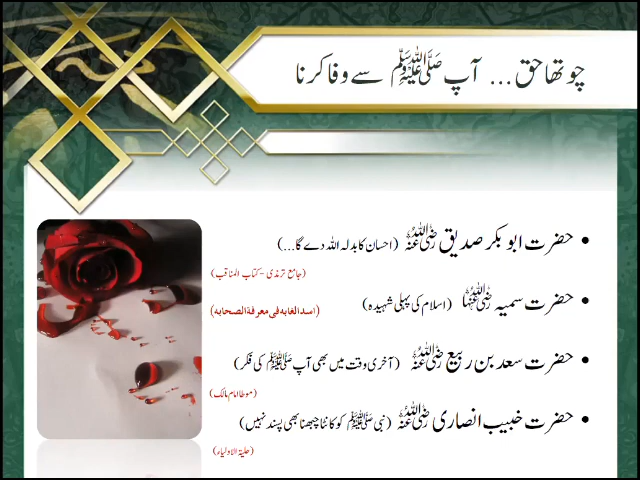 چوتھا حق... آپ ﷺ سے وفا کرنا
• حضرت ابو بکر صدیق رضی اللہ عنہ (احسان کا بدلہ اللہ دے گا...)
(جامع ترمذی - کتاب المناقب)
• حضرت سمیہ رضی اللہ عنہا (اسلام کی پہلی شہیدہ)
(اسد الغابہ فی معرفۃ الصحابہ)
• حضرت سعد بن ربیع رضی اللہ عنہ (آخری وقت میں بھی آپ ﷺ کی فکر)
(موطا امام مالک)
• حضرت خبیب انصاری رضی اللہ عنہ (نبی ﷺ کو کانٹا چبھنا بھی پسند نہیں)
(حلیۃ الاولیاء)